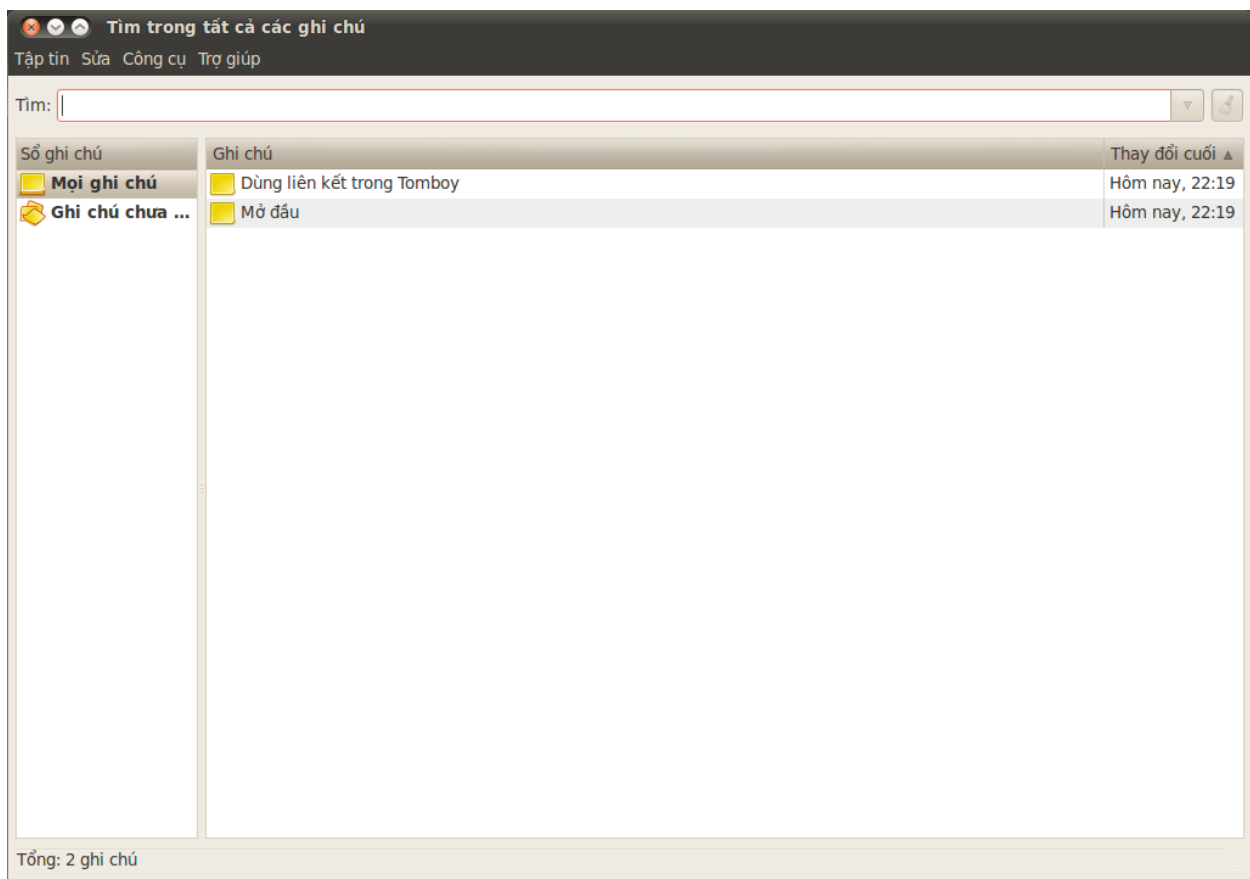 Tìm trong tất cả các ghi chú
Tập tin Sửa Công cụ Trợ giúp
Tìm:
Sổ ghi chú
Ghi chú
Thay đổi cuối
Mọi ghi chú
Dùng liên kết trong Tomboy
Hôm nay, 22:19
Ghi chú chưa ...
Mở đầu
Hôm nay, 22:19
Tổng: 2 ghi chú